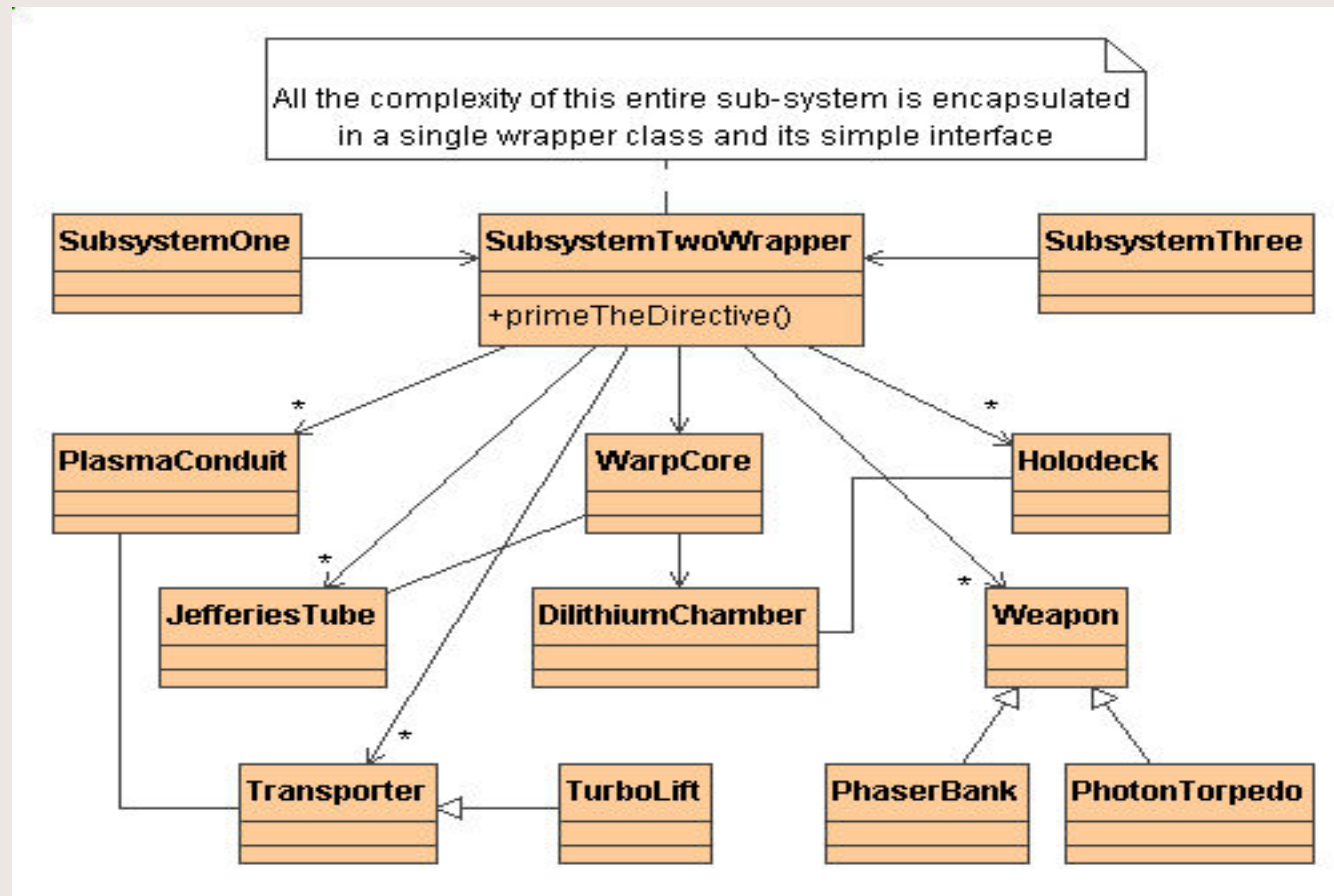 All the complexity of this entire sub-system is encapsulated
in a single wrapper class and its simple interface
SubsystemOne
SubsystemTwoWrapper
SubsystemThree
+primeTheDirective()
*
*
PlasmaConduit
WarpCore
Holodeck
*
*
JefferiesTube
DilithiumChamber
Weapon
*
Transporter
TurboLift
PhaserBank
PhotonTorpedo